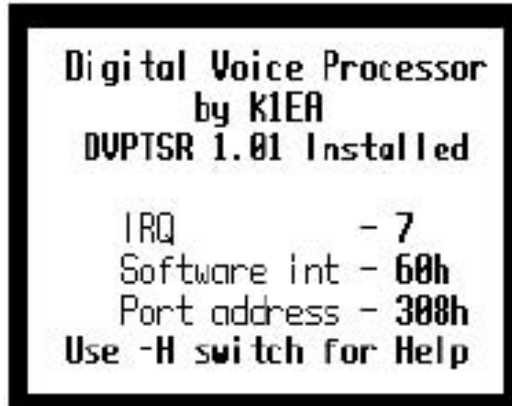 Digital Voice Processor
by K1EA
DVPTSR 1.01 Installed
IRQ - 7
Software int - 60h
Port address - 308h
Use -H switch for Help